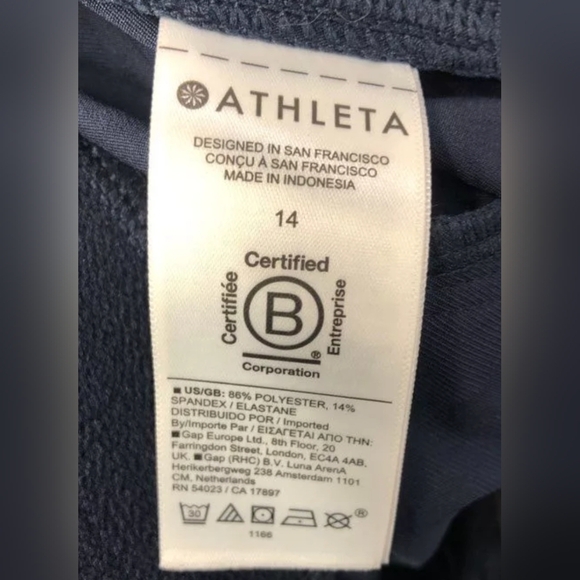 ATHLETA
DESIGNED IN SAN FRANCISCO
CONÇU À SAN FRANCISCO
MADE IN INDONESIA
14
Certified
Certifiée
B
Entreprise
®
Corporation
US/GB: 86% POLYESTER, 14%
SPANDEX / ELASTANE
DISTRIBUIDO POR / Imported
By/Importe Par / ΕΙΣΑΓΕΤΑΙ ΑΠΟ ΤΗΝ:
Gap Europe Ltd., 8th Floor, 20
Farringdon Street, London, EC4A 4AB,
UK. Gap (RHC) B.V. Luna ArenA
Herikerbergweg 238 Amsterdam 1101
CM, Netherlands
RN 54023 / CA 17897
30
®
1166